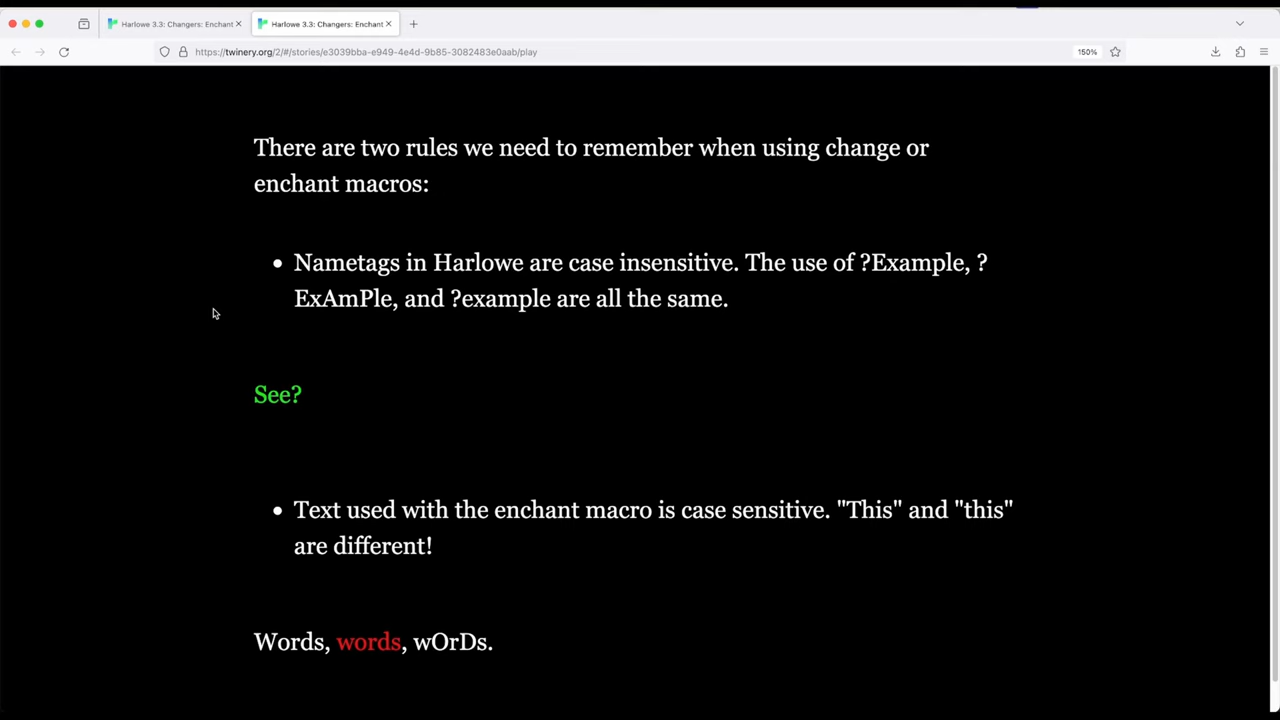 Harlowe 3.3: Changers: Enchant
Harlowe 3.3: Changers: Enchant
https://twinery.org/2/#/stories/e3039bba-e949-4e4d-9b85-3082483e0aab/play
150%
There are two rules we need to remember when using change or
enchant macros:
• Nametags in Harlowe are case insensitive. The use of ?Example, ?
ExAmPle, and ?example are all the same.
See?
• Text used with the enchant macro is case sensitive. "This" and "this"
are different!
Words, words, wOrDs.